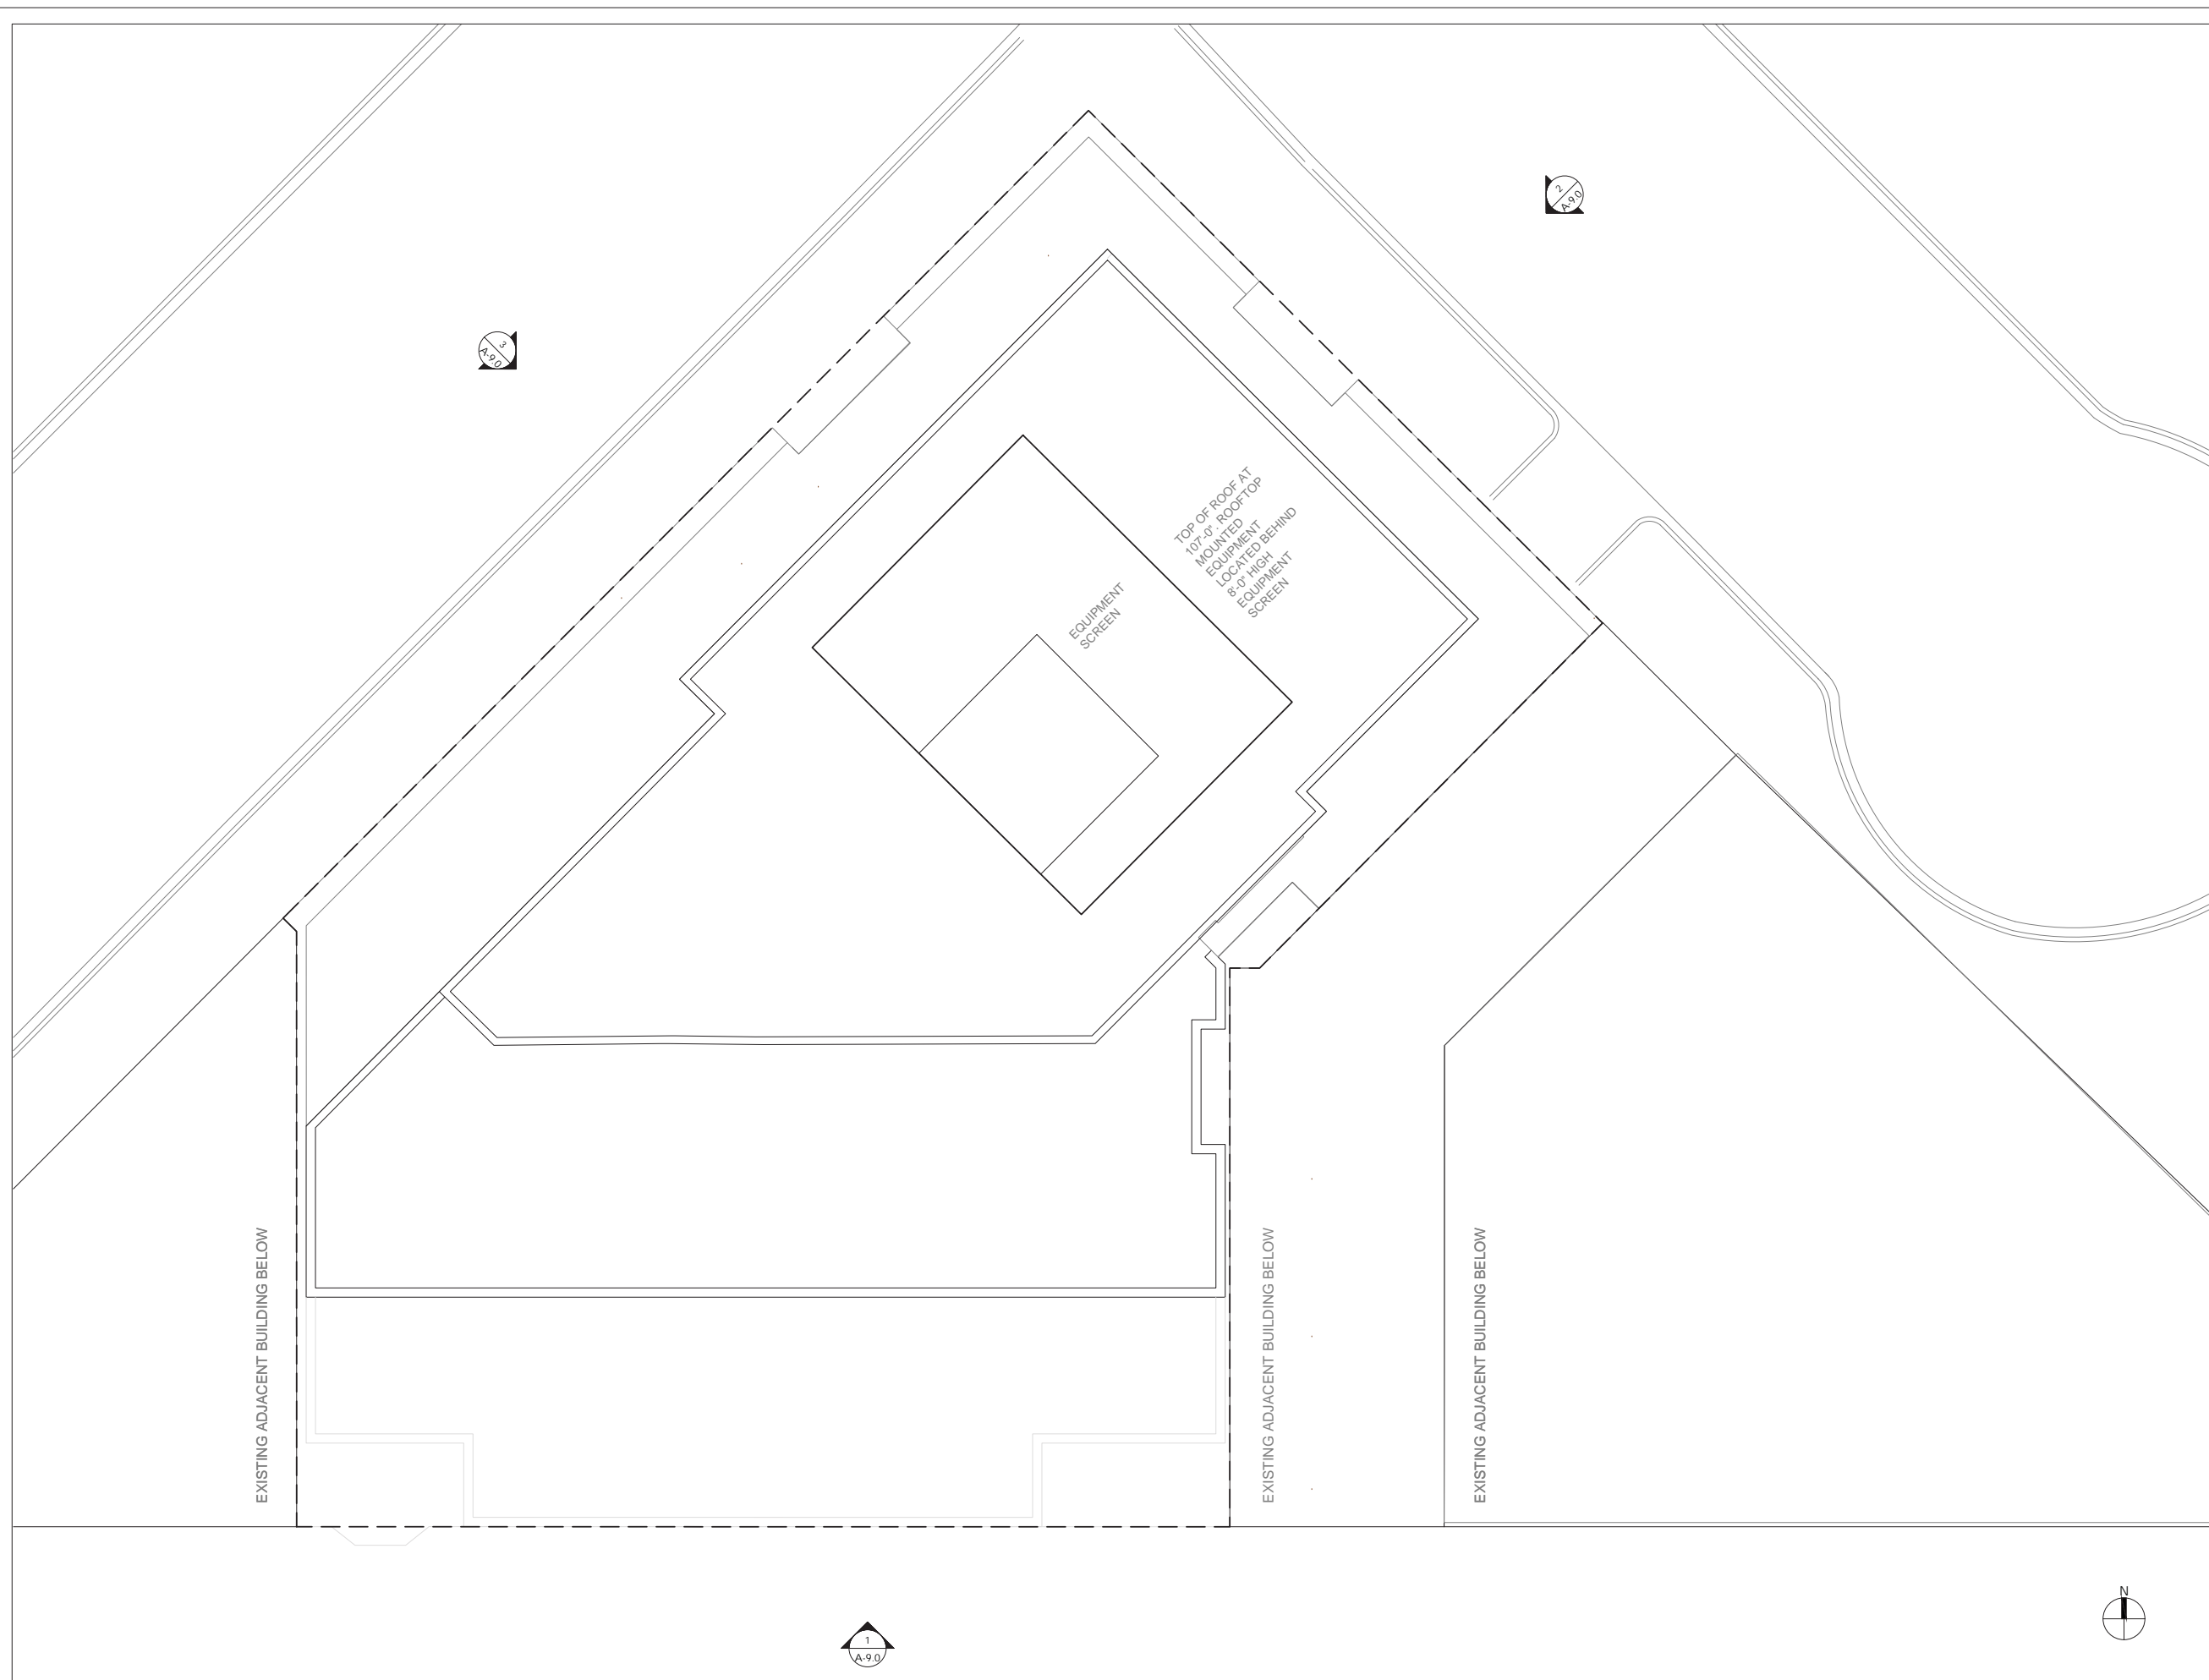 2
A-9.0
3
A-9.0
TOP OF ROOF AT
107'-0". ROOFTOP
MOUNTED
EQUIPMENT
LOCATED BEHIND
8'-0" HIGH
EQUIPMENT
SCREEN
EQUIPMENT
SCREEN
EXISTING ADJACENT BUILDING BELOW
EXISTING ADJACENT BUILDING BELOW
EXISTING ADJACENT BUILDING BELOW
N
1
A-9.0